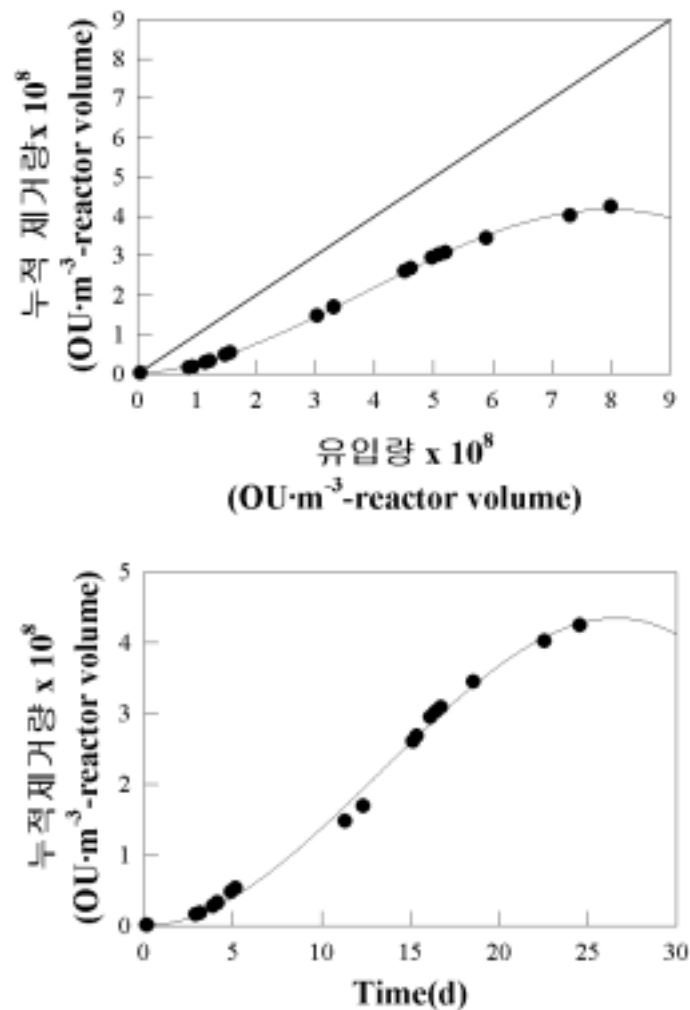 누적 제거량 x 10⁸
(OU·m⁻³-reactor volume)
9
8
7
6
5
4
3
2
1
0
0 1 2 3 4 5 6 7 8 9
유입량 x 10⁸
(OU·m⁻³-reactor volume)
누적제거량 x 10⁸
(OU·m⁻³-reactor volume)
5
4
3
2
1
0
0 5 10 15 20 25 30
Time(d)